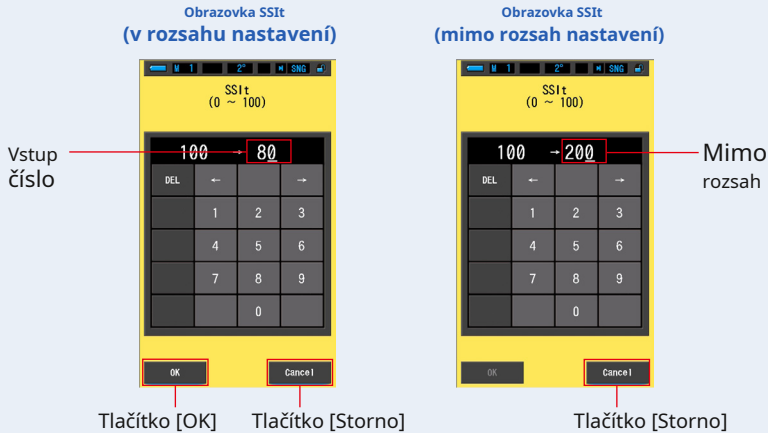 Obrazovka SSIt
(v rozsahu nastavení)
M 1 2° SNG
SSIt
(0 ~ 100)
Vstup
číslo
100 → 80
DEL ← →
1 2 3
4 5 6
7 8 9
0
OK Cancel
Tlačítko [OK] Tlačítko [Storno]
Obrazovka SSIt
(mimo rozsah nastavení)
M 1 2° SNG
SSIt
(0 ~ 100)
100 → 200
Mimo
rozsah
DEL ← →
1 2 3
4 5 6
7 8 9
0
OK Cancel
Tlačítko [Storno]